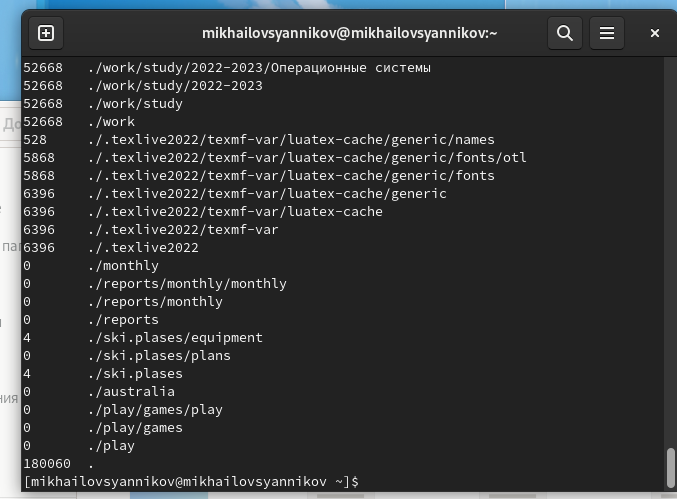 mikhailovsyannikov@mikhailovsyannikov:~
52668 ./work/study/2022-2023/Операционные системы
52668 ./work/study/2022-2023
52668 ./work/study
52668 ./work
528 ./.texlive2022/texmf-var/luatex-cache/generic/names
5868 ./.texlive2022/texmf-var/luatex-cache/generic/fonts/otl
5868 ./.texlive2022/texmf-var/luatex-cache/generic/fonts
6396 ./.texlive2022/texmf-var/luatex-cache/generic
6396 ./.texlive2022/texmf-var/luatex-cache
6396 ./.texlive2022/texmf-var
6396 ./.texlive2022
0 ./monthly
0 ./reports/monthly/monthly
0 ./reports/monthly
0 ./reports
4 ./ski.plases/equipment
0 ./ski.plases/plans
4 ./ski.plases
0 ./australia
0 ./play/games/play
0 ./play/games
0 ./play
180060 .
[mikhailovsyannikov@mikhailovsyannikov ~]$